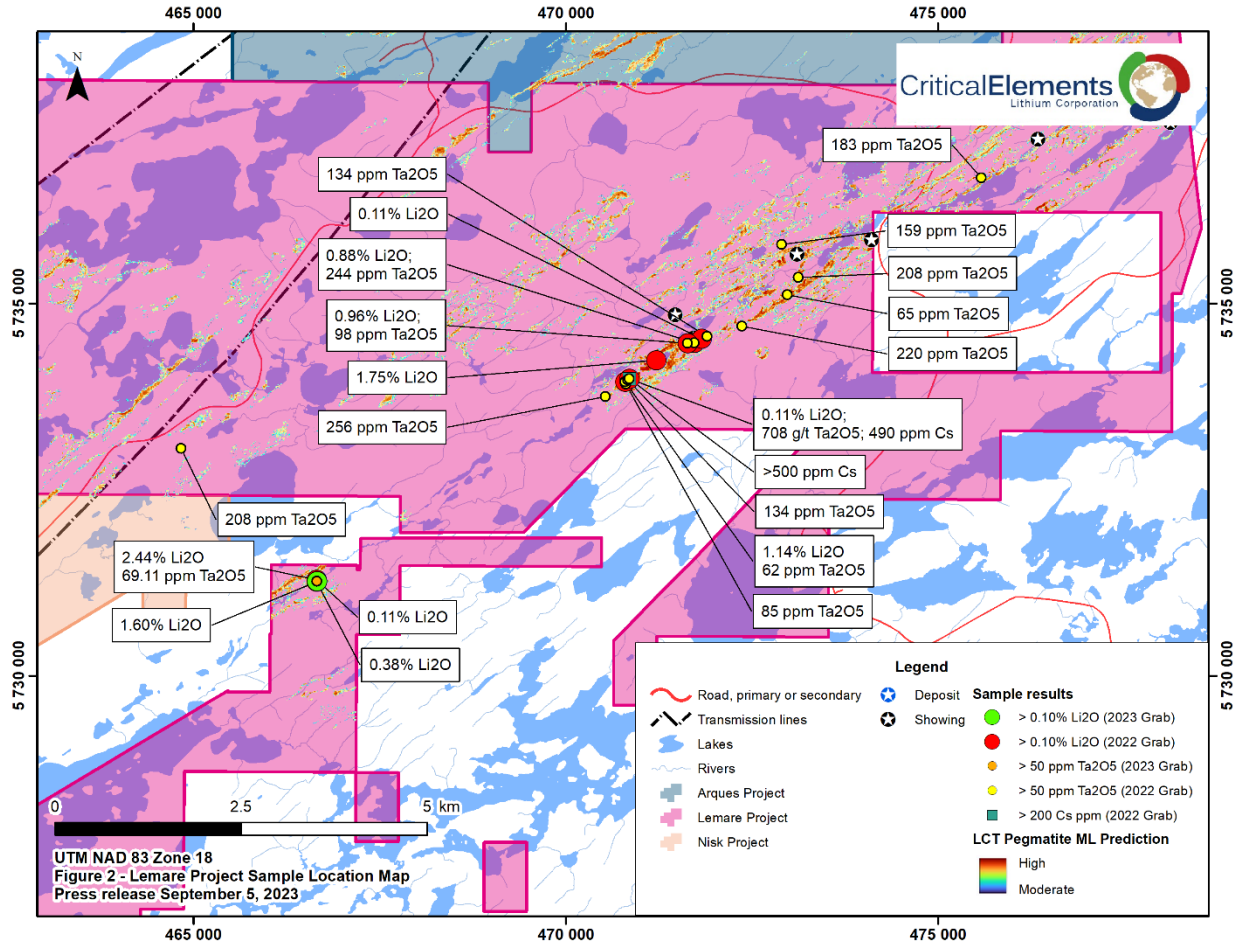 465 000
470 000
475 000
N
CriticalElements
Lithium Corporation
183 ppm Ta2O5
134 ppm Ta2O5
0.11% Li2O
0.88% Li2O;
244 ppm Ta2O5
159 ppm Ta2O5
208 ppm Ta2O5
5 735 000
5 735 000
0.96% Li2O;
98 ppm Ta2O5
65 ppm Ta2O5
220 ppm Ta2O5
1.75% Li2O
256 ppm Ta2O5
0.11% Li2O;
708 g/t Ta2O5; 490 ppm Cs
>500 ppm Cs
208 ppm Ta2O5
134 ppm Ta2O5
2.44% Li2O
69.11 ppm Ta2O5
1.14% Li2O
62 ppm Ta2O5
1.60% Li2O
0.11% Li2O
85 ppm Ta2O5
0.38% Li2O
5 730 000
5 730 000
Legend
Road, primary or secondary
Transmission lines
Lakes
Rivers
Arques Project
Lemare Project
Nisk Project
Deposit
Showing
Sample results
> 0.10% Li2O (2023 Grab)
> 0.10% Li2O (2022 Grab)
> 50 ppm Ta2O5 (2023 Grab)
> 50 ppm Ta2O5 (2022 Grab)
> 200 Cs ppm (2022 Grab)
LCT Pegmatite ML Prediction
High
Moderate
0 2.5 5 km
UTM NAD 83 Zone 18
Figure 2 - Lemare Project Sample Location Map
Press release September 5, 2023
465 000
470 000
475 000